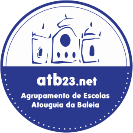 atb23.net
Agrupamento de Escolas
Atouguia da Baleia